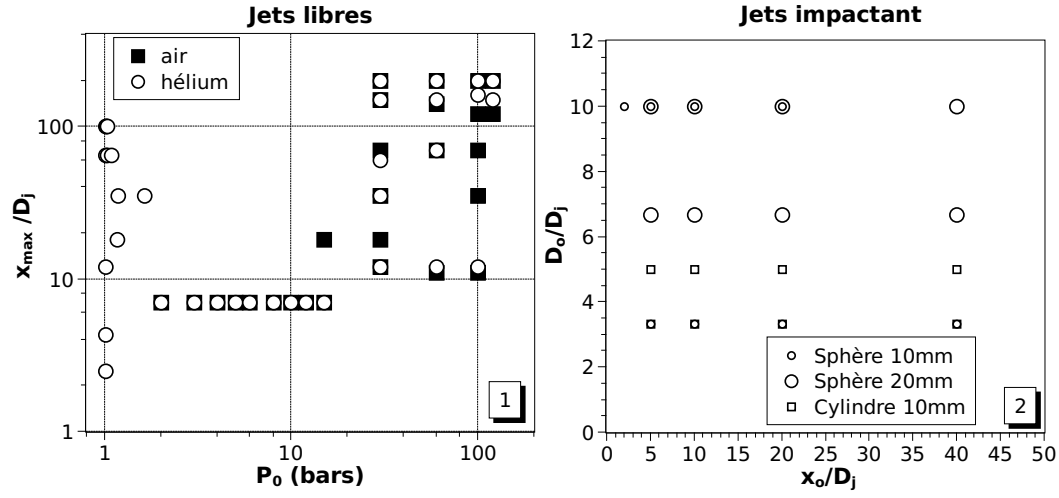 Jets libres
air
hélium
100
10
1
1
10
100
x_max /D_j
P_0 (bars)
1
Jets impactant
12
10
8
6
4
2
0
0
5
10
15
20
25
30
35
40
45
50
D_o/D_j
x_o/D_j
Sphère 10mm
Sphère 20mm
Cylindre 10mm
2